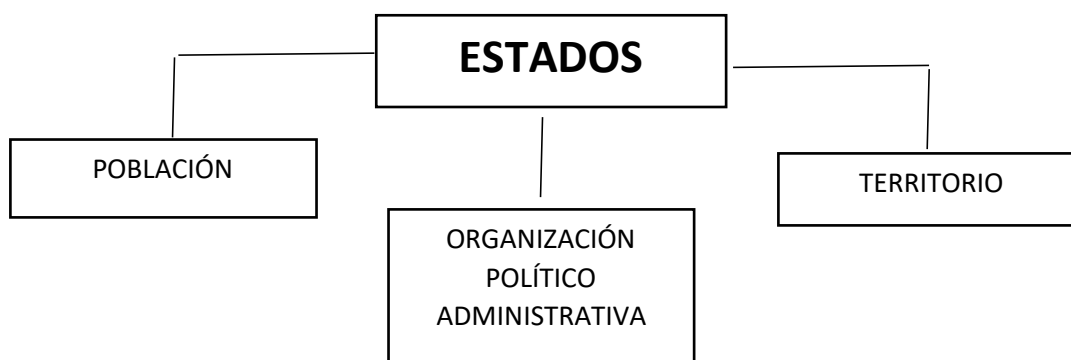 ESTADOS
POBLACIÓN
TERRITORIO
ORGANIZACIÓN
POLÍTICO
ADMINISTRATIVA